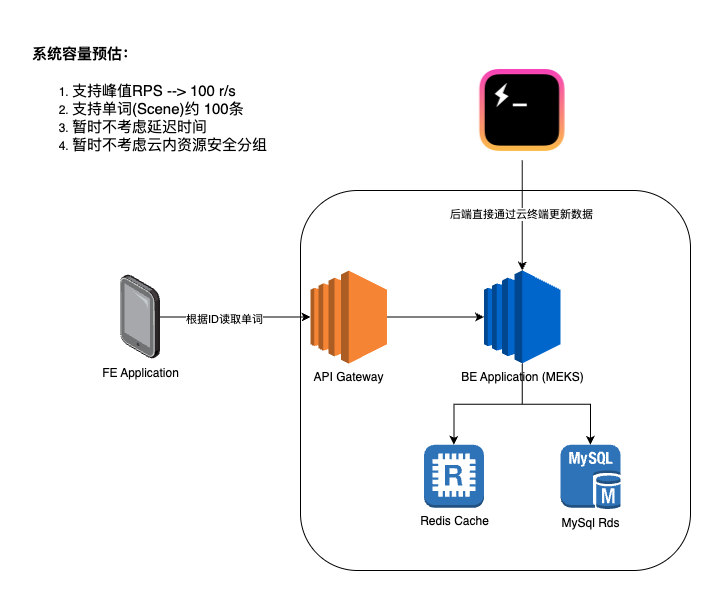 系统容量预估：
1. 支持峰值RPS --> 100 r/s
2. 支持单词(Scene)约 100条
3. 暂时不考虑延迟时间
4. 暂时不考虑云内资源安全分组
后端直接通过云终端更新数据
根据ID读取单词
FE Application
API Gateway
BE Application (MEKS)
R
Redis Cache
MySQL
M
MySql Rds